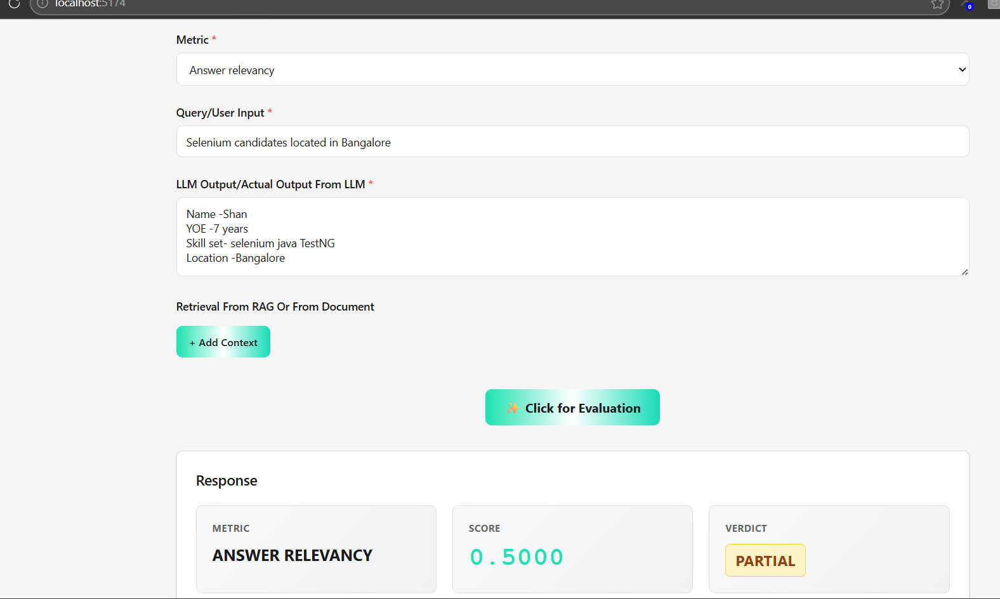 localhost:5174
0
Metric *
Answer relevancy
Query/User Input *
Selenium candidates located in Bangalore
LLM Output/Actual Output From LLM *
Name -Shan
YOE -7 years
Skill set- selenium java TestNG
Location -Bangalore
Retrieval From RAG Or From Document
+ Add Context
✨ Click for Evaluation
Response
METRIC
ANSWER RELEVANCY
SCORE
0.5000
VERDICT
PARTIAL